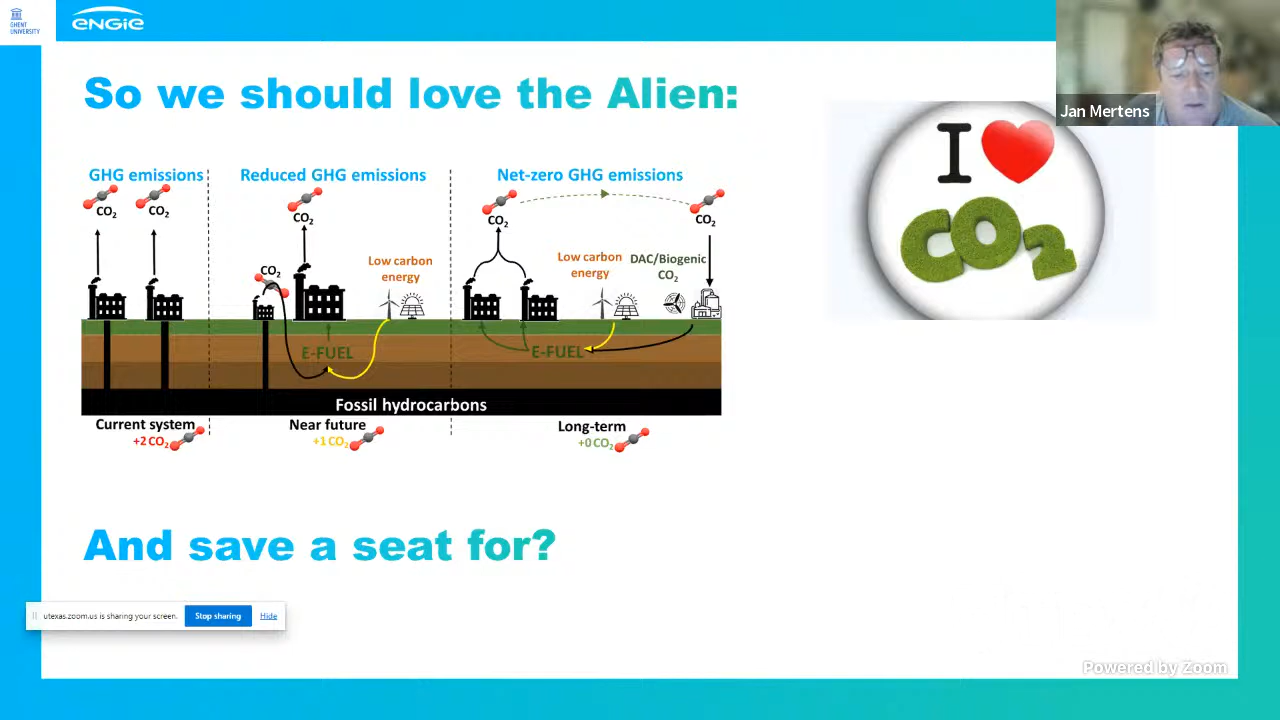 GHENT
UNIVERSITY
ENGIE
Jan Mertens
So we should love the Alien:
I
CO2
GHG emissions
Reduced GHG emissions
Net-zero GHG emissions
CO2
CO2
CO2
CO2
CO2
CO2
Low carbon
energy
Low carbon
energy
DAC/Biogenic
CO2
E-FUEL
E-FUEL
Fossil hydrocarbons
Current system
+2 CO2
Near future
+1 CO2
Long-term
+0 CO2
And save a seat for?
utexas.zoom.us is sharing your screen.
Stop sharing
Hide
Powered by Zoom